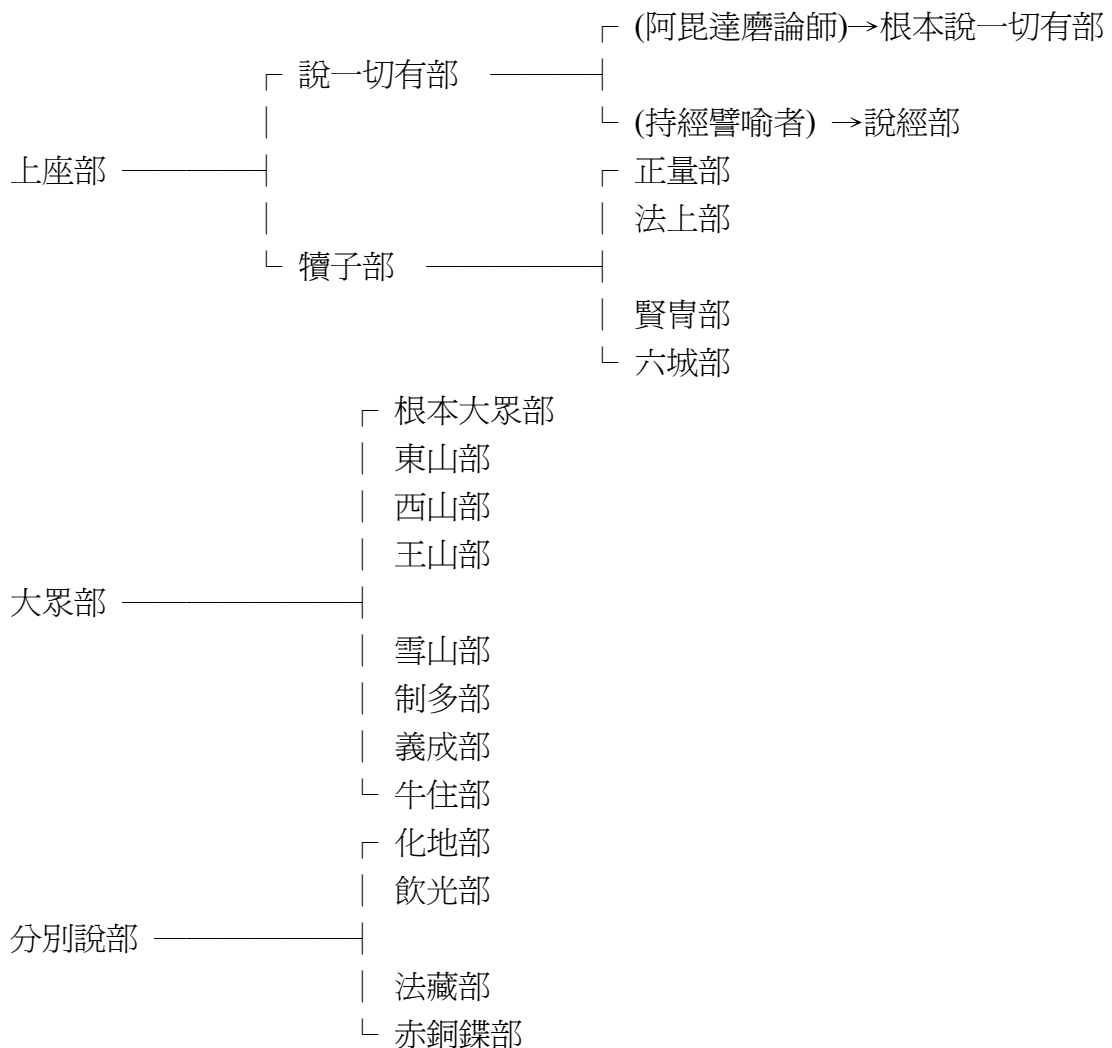 ┌ (阿毘達磨論師)→根本說一切有部
┌ 說一切有部 ─────┤
│ └ (持經譬喻者) →說經部
上座部 ─────┤ ┌ 正量部
│ │ 法上部
└ 犢子部 ──────┤
│ 賢冑部
└ 六城部
┌ 根本大眾部
│ 東山部
│ 西山部
│ 王山部
大眾部 ────────┤
│ 雪山部
│ 制多部
│ 義成部
└ 牛住部
┌ 化地部
│ 飲光部
分別說部 ───────┤
│ 法藏部
└ 赤銅鍱部